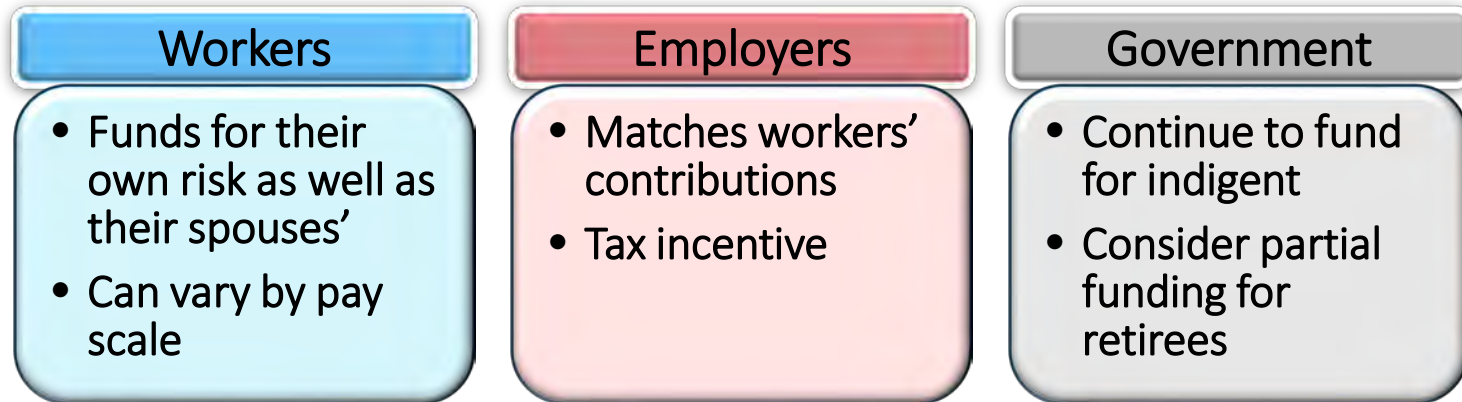 Workers
• Funds for their
own risk as well as
their spouses’
• Can vary by pay
scale
Employers
• Matches workers’
contributions
• Tax incentive
Government
• Continue to fund
for indigent
• Consider partial
funding for
retirees